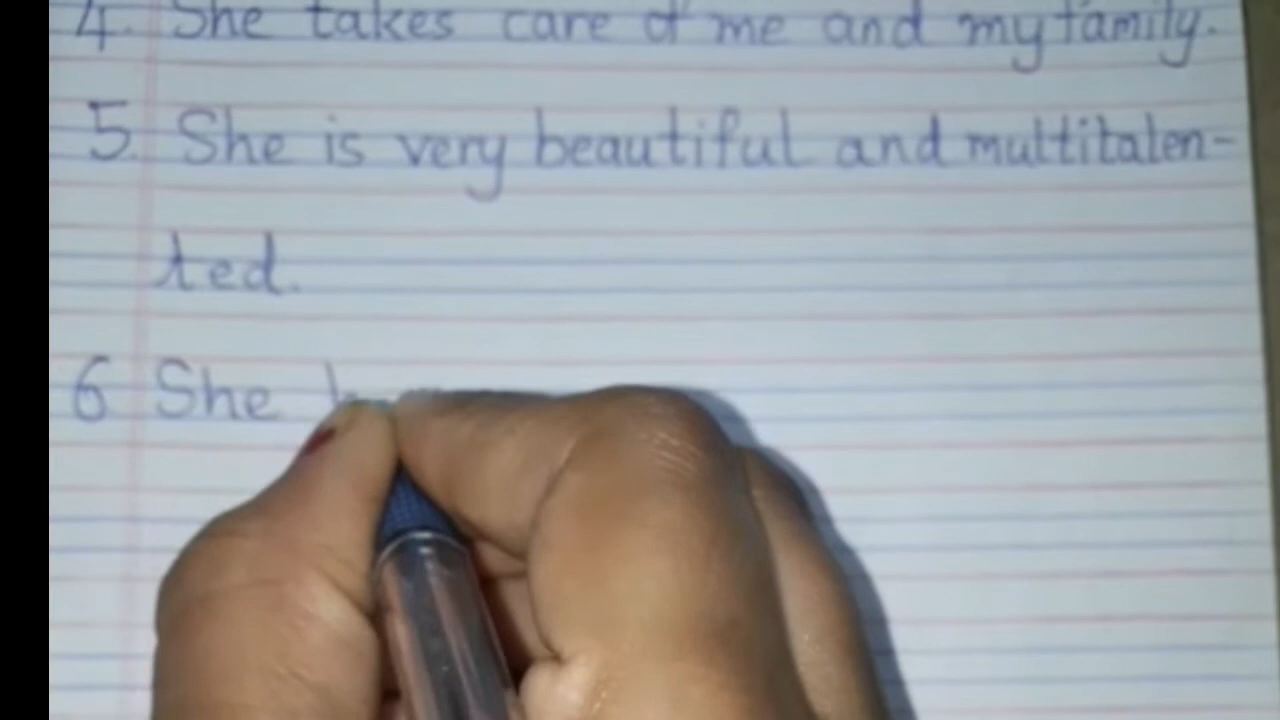 4. She takes care of me and my family.
5. She is very beautiful and multitalen-
ted.
6 She